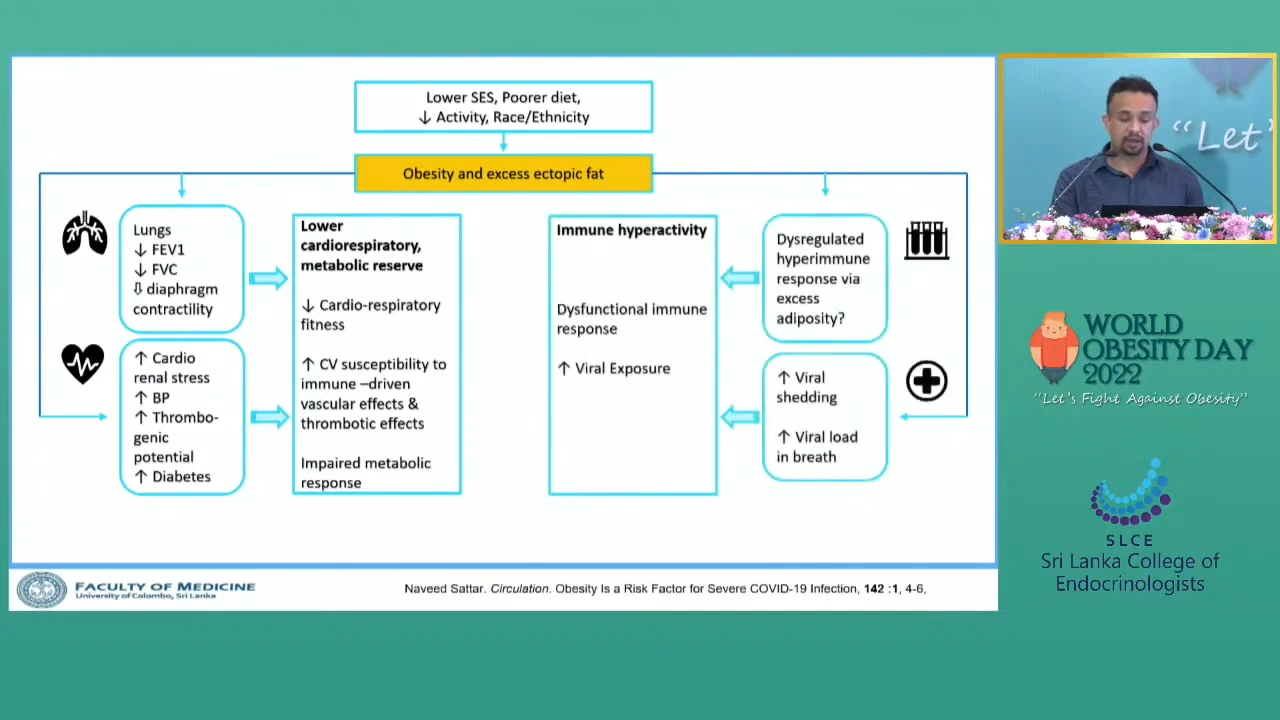 Lower SES, Poorer diet,
↓ Activity, Race/Ethnicity
Obesity and excess ectopic fat
Lungs
↓ FEV1
↓ FVC
⇩ diaphragm
contractility
↑ Cardio
renal stress
↑ BP
↑ Thrombo-
genic
potential
↑ Diabetes
Lower
cardiorespiratory,
metabolic reserve
↓ Cardio-respiratory
fitness
↑ CV susceptibility to
immune –driven
vascular effects &
thrombotic effects
Impaired metabolic
response
Immune hyperactivity
Dysfunctional immune
response
↑ Viral Exposure
Dysregulated
hyperimmune
response via
excess
adiposity?
↑ Viral
shedding
↑ Viral load
in breath
FACULTY OF MEDICINE
University of Colombo, Sri Lanka
Naveed Sattar. Circulation. Obesity Is a Risk Factor for Severe COVID-19 Infection, 142 :1, 4-6,
"Let'
WORLD
OBESITY DAY
2022
"Let's Fight Against Obesity"
SLCE
Sri Lanka College of
Endocrinologists